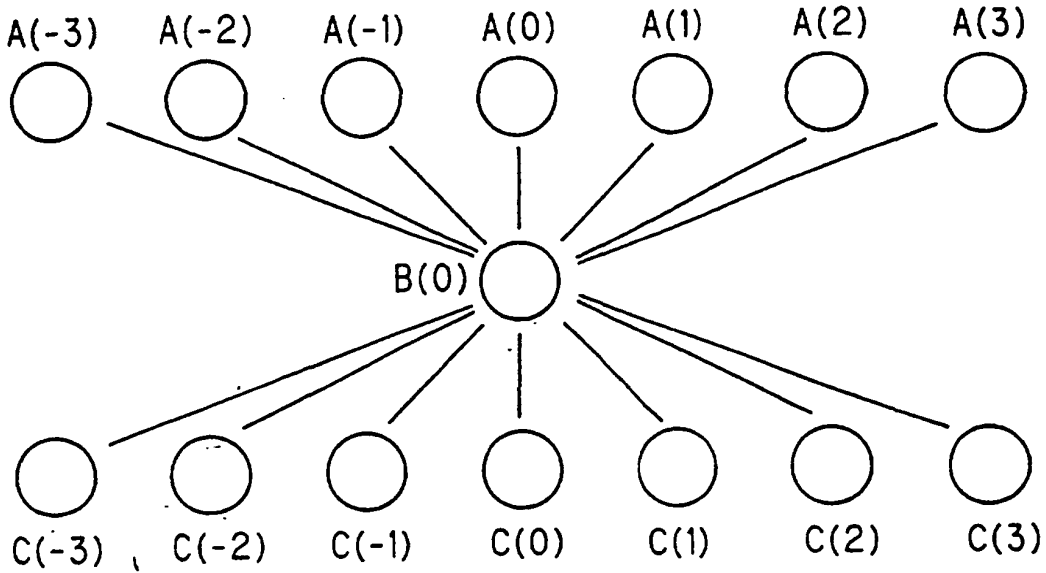 A(-3) A(-2) A(-1) A(0) A(1) A(2) A(3)
B(0)
C(-3) C(-2) C(-1) C(0) C(1) C(2) C(3)